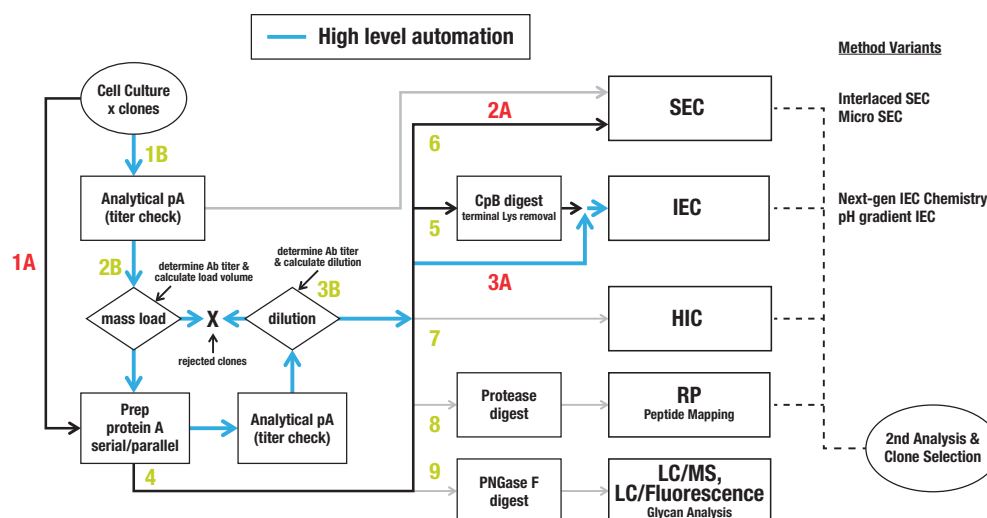 High level automation
Method Variants
Cell Culture
x clones
2A
SEC
Interlaced SEC
Micro SEC
6
1B
Analytical pA
(titer check)
CpB digest
terminal Lys removal
IEC
Next-gen IEC Chemistry
pH gradient IEC
5
1A
2B
determine Ab titer
& calculate load volume
determine Ab titer
& calculate dilution
3B
3A
mass load
X
dilution
HIC
7
rejected clones
Prep
protein A
serial/parallel
Analytical pA
(titer check)
Protease
digest
RP
Peptide Mapping
8
2nd Analysis &
Clone Selection
4
9
PNGase F
digest
LC/MS,
LC/Fluorescence
Glycan Analysis